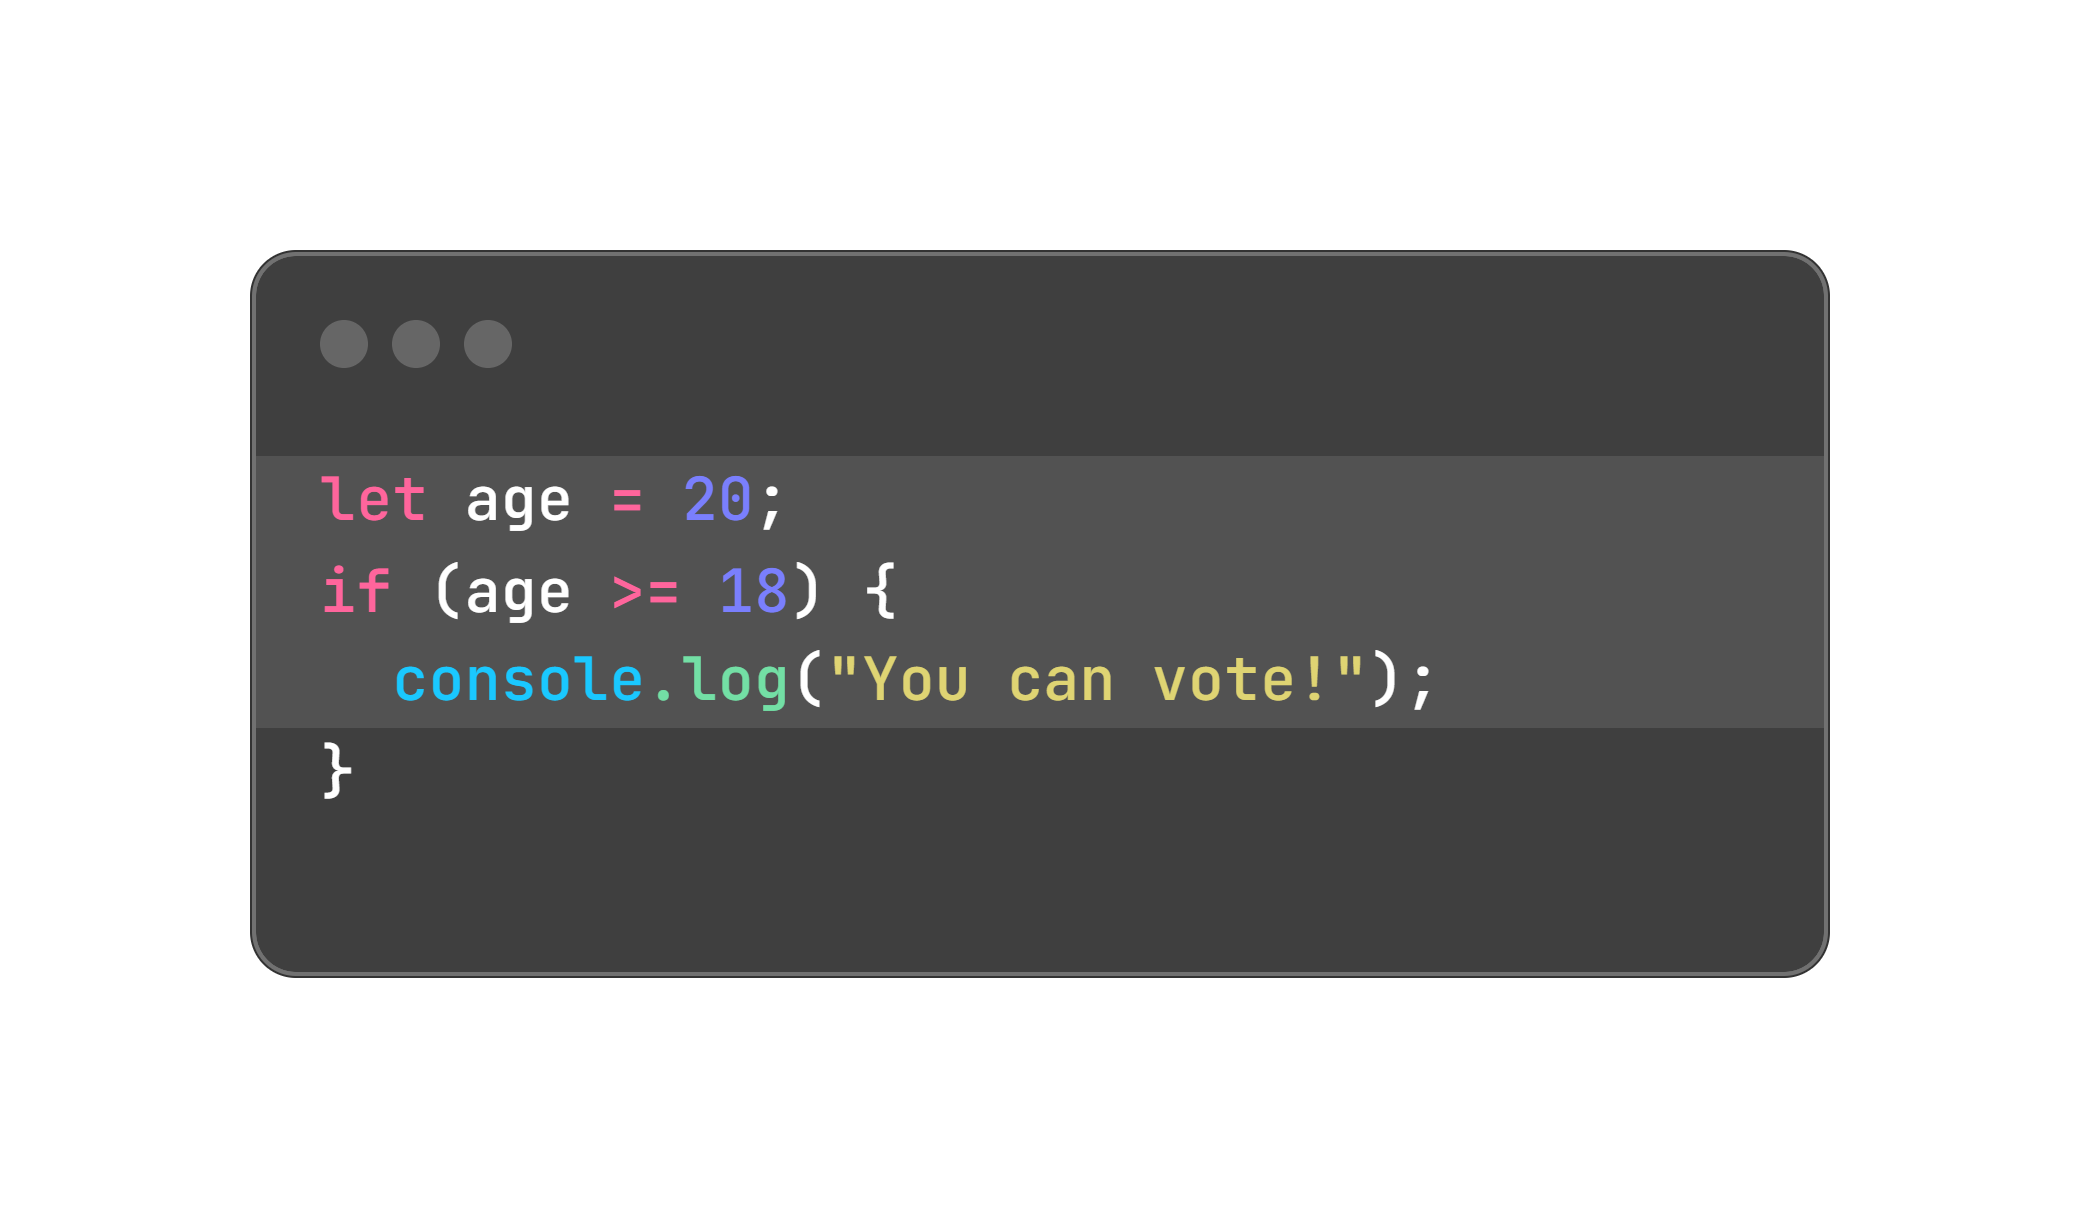 let age = 20;
if (age >= 18) {
  console.log("You can vote!");
}